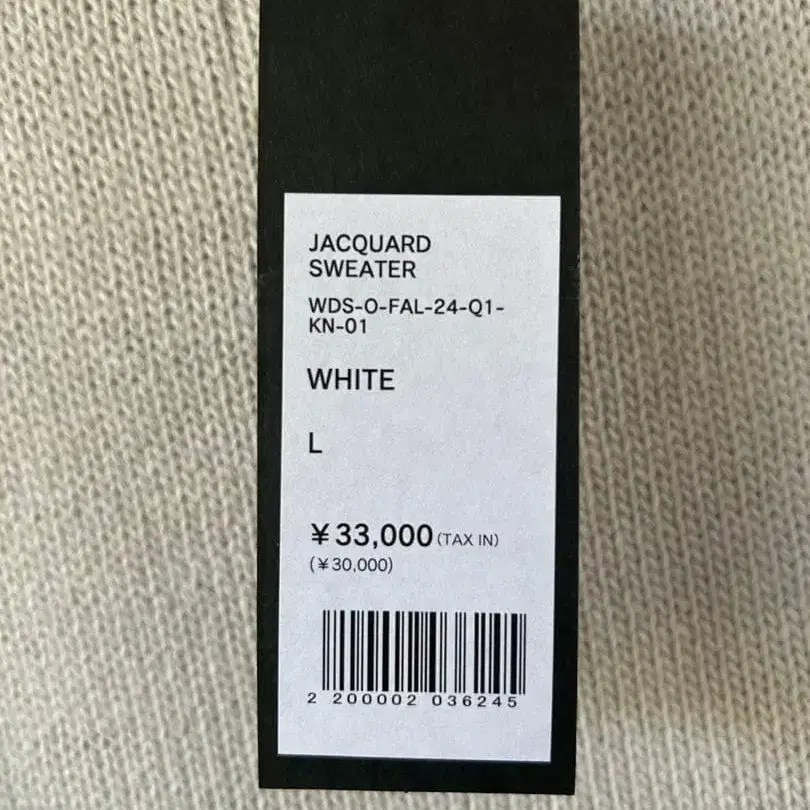 JACQUARD
SWEATER
WDS-O-FAL-24-Q1-
KN-01
WHITE
L
¥33,000(TAX IN)
(¥30,000)
2 200002 036245